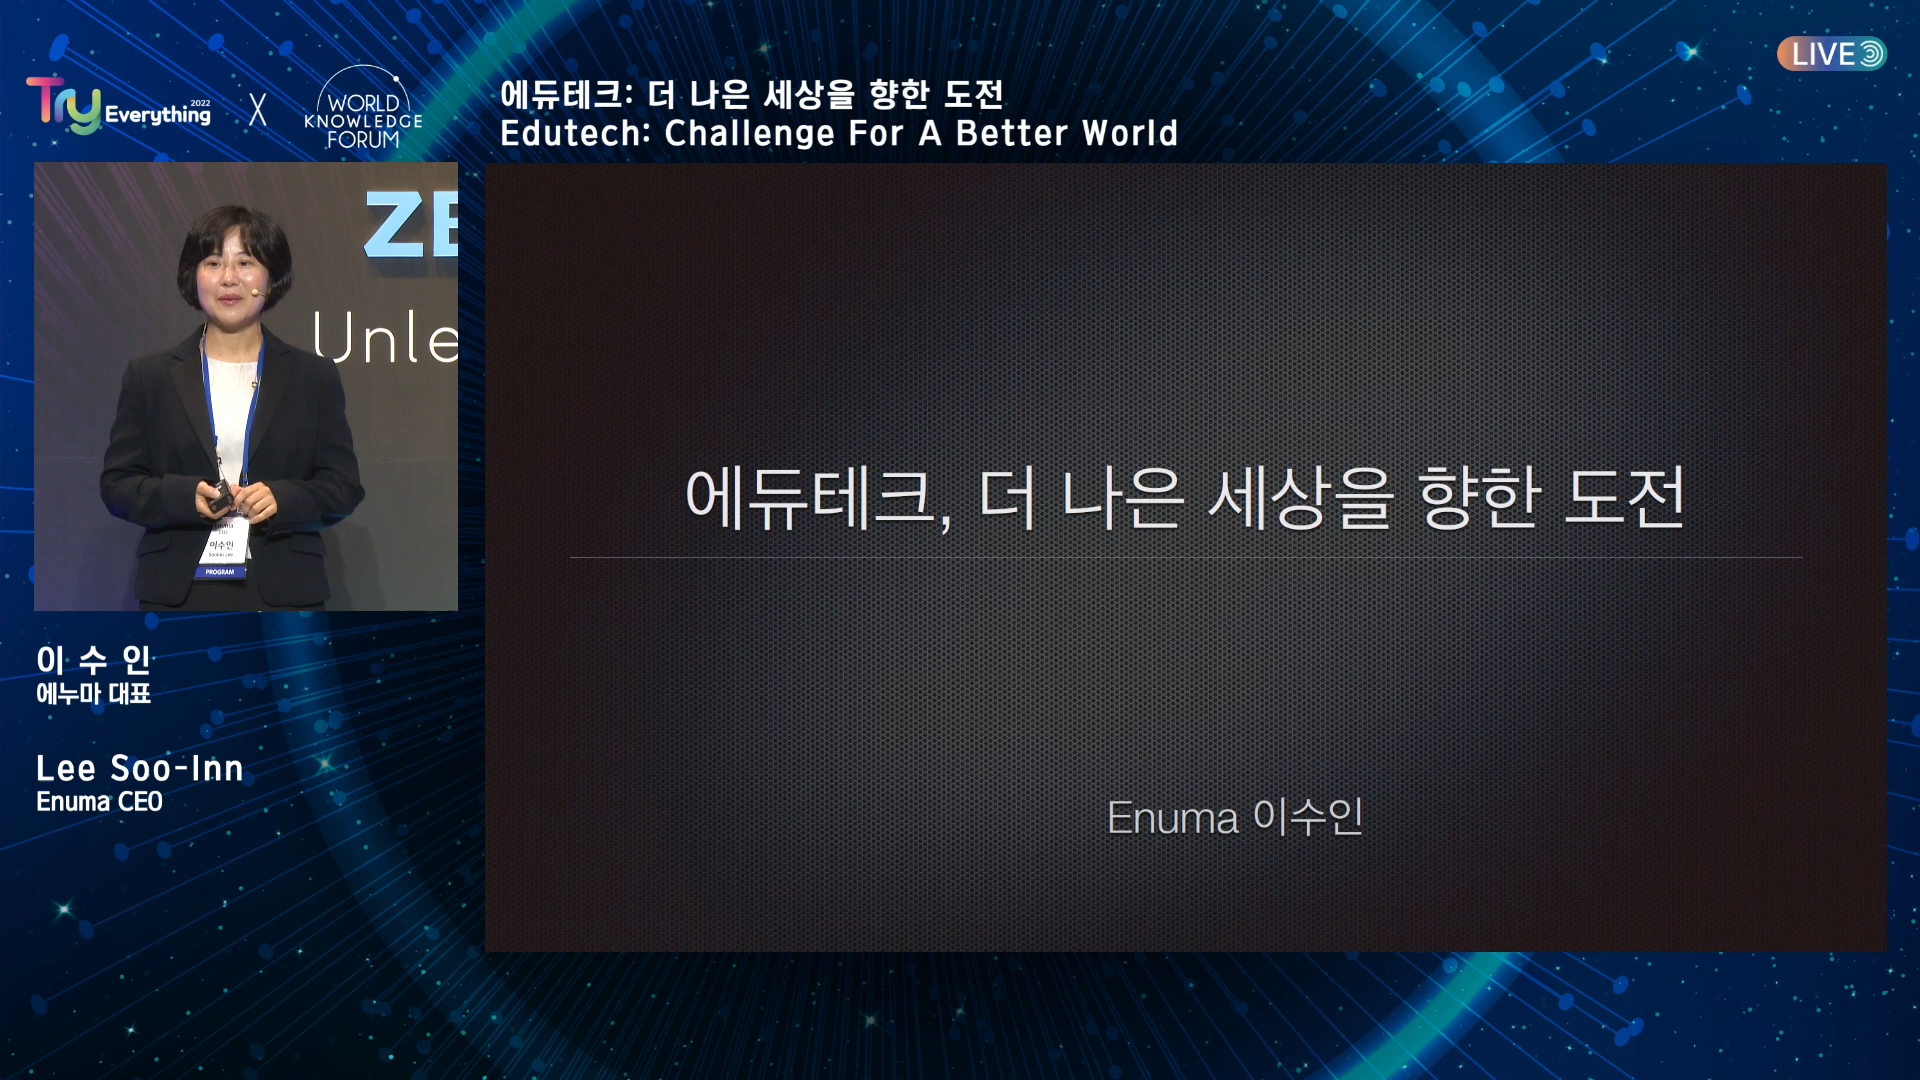 Try Everything 2022
X
WORLD
KNOWLEDGE
FORUM
에듀테크: 더 나은 세상을 향한 도전
Edutech: Challenge For A Better World
LIVE
ZE
Unle
이수인
Sooinn Lee
PROGRAM
이 수 인
에누마 대표
Lee Soo-Inn
Enuma CEO
에듀테크, 더 나은 세상을 향한 도전
Enuma 이수인